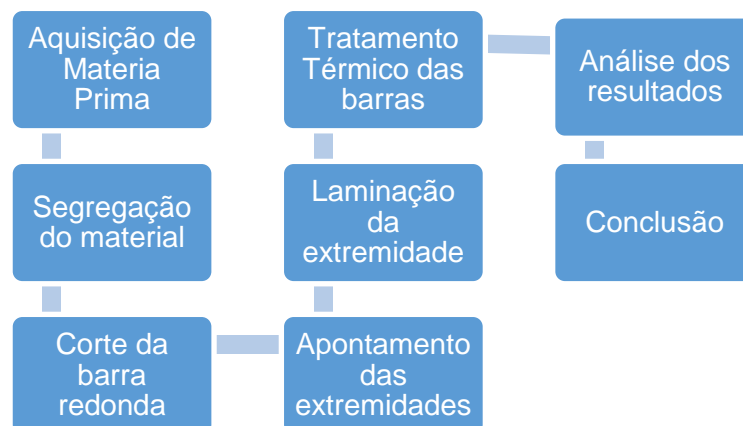 Aquisição de
Materia
Prima
Segregação
do material
Corte da
barra
redonda
Apontamento
das
extremidades
Laminação
da
extremidade
Tratamento
Térmico das
barras
Análise dos
resultados
Conclusão